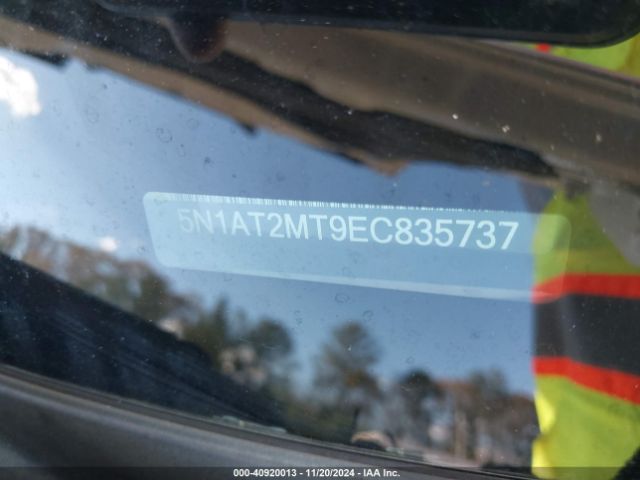 5N1AT2MT9EC835737
000-40920013 - 11/20/2024 - IAA Inc.